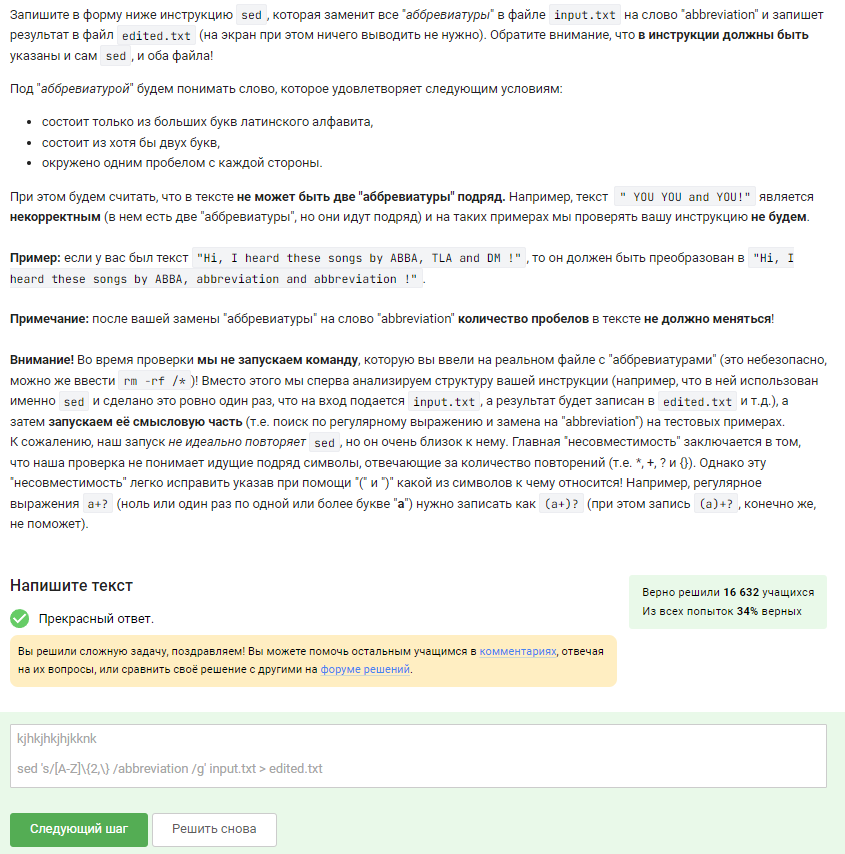 Запишите в форму ниже инструкцию sed, которая заменит все "аббревиатуры" в файле input.txt на слово "abbreviation" и запишет
результат в файл edited.txt (на экран при этом ничего выводить не нужно). Обратите внимание, что в инструкции должны быть
указаны и сам sed, и оба файла!
Под "аббревиатурой" будем понимать слово, которое удовлетворяет следующим условиям:
• состоит только из больших букв латинского алфавита,
• состоит из хотя бы двух букв,
• окружено одним пробелом с каждой стороны.
При этом будем считать, что в тексте не может быть две "аббревиатуры" подряд. Например, текст " YOU YOU and YOU!" является
некорректным (в нем есть две "аббревиатуры", но они идут подряд) и на таких примерах мы проверять вашу инструкцию не будем.
Пример: если у вас был текст "Hi, I heard these songs by ABBA, TLA and DM !", то он должен быть преобразован в "Hi, I
heard these songs by ABBA, abbreviation and abbreviation !".
Примечание: после вашей замены "аббревиатуры" на слово "abbreviation" количество пробелов в тексте не должно меняться!
Внимание! Во время проверки мы не запускаем команду, которую вы ввели на реальном файле с "аббревиатурами" (это небезопасно,
можно же ввести rm -rf /*)! Вместо этого мы сперва анализируем структуру вашей инструкции (например, что в ней использован
именно sed и сделано это ровно один раз, что на вход подается input.txt, а результат будет записан в edited.txt и т.д.), а
затем запускаем её смысловую часть (т.е. поиск по регулярному выражению и замена на "abbreviation") на тестовых примерах.
К сожалению, наш запуск не идеально повторяет sed, но он очень близок к нему. Главная "несовместимость" заключается в том,
что наша проверка не понимает идущие подряд символы, отвечающие за количество повторений (т.е. *, +, ? и {}). Однако эту
"несовместимость" легко исправить указав при помощи "(" и ")" какой из символов к чему относится! Например, регулярное
выражения a+? (ноль или один раз по одной или более букве "a") нужно записать как (a+)? (при этом запись (a)+?, конечно же,
не поможет).
Напишите текст
Верно решили 16 632 учащихся
Из всех попыток 34% верных
Прекрасный ответ.
Вы решили сложную задачу, поздравляем! Вы можете помочь остальным учащимся в комментариях, отвечая
на их вопросы, или сравнить своё решение с другими на форуме решений.
kjhkjhkjhjkknk
sed 's/[A-Z]\{2,\} /abbreviation /g' input.txt > edited.txt
Следующий шаг
Решить снова